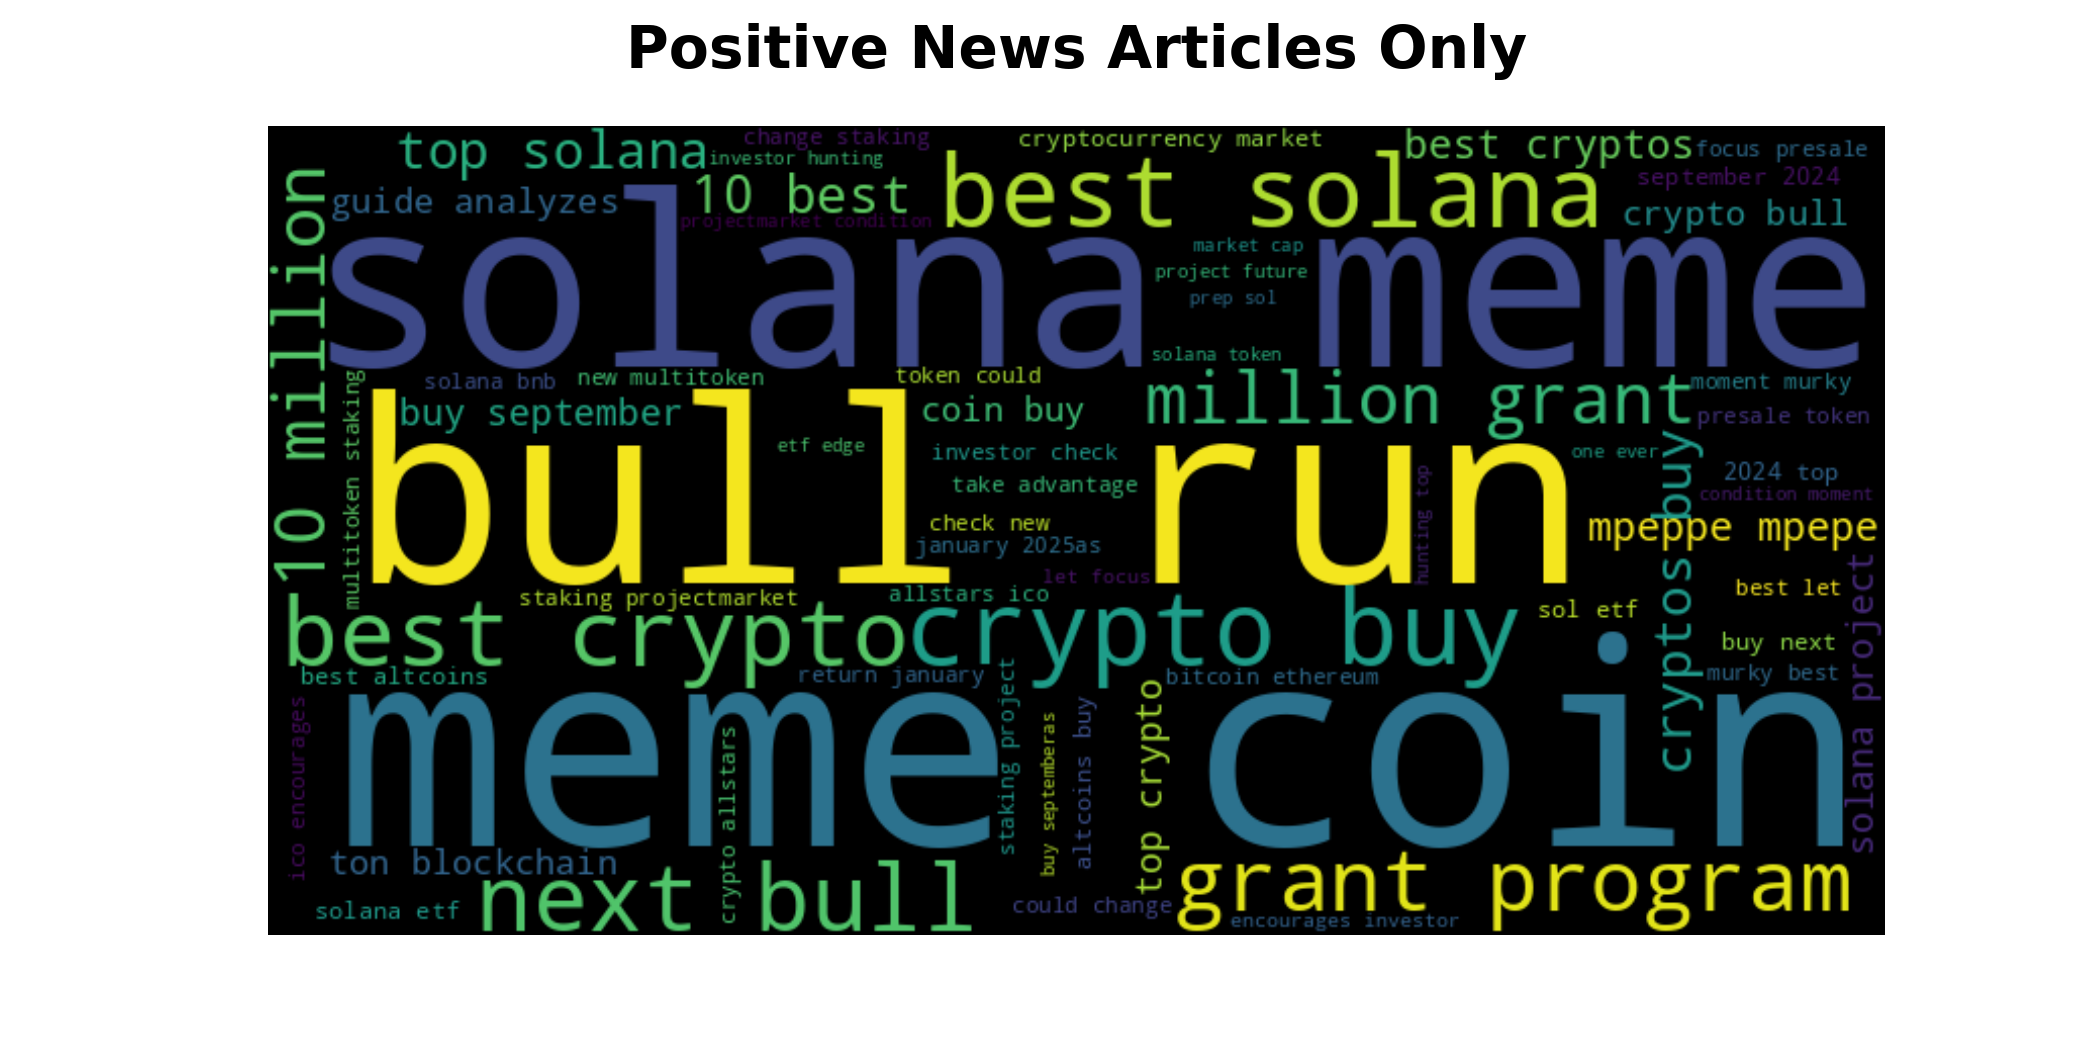 Positive News Articles Only
top solana
change staking
cryptocurrency market
best cryptos
focus presale
investor hunting
10 best
best solana
september 2024
guide analyzes
projectmarket condition
crypto bull
10 million
solana meme
market cap
project future
prep sol
solana token
solana bnb
new multitoken
token could
million grant
moment murky
multitoken staking
buy september
coin buy
presale token
bull run
etf edge
investor check
one ever
cryptos buy
2024 top
take advantage
hunting top
condition moment
check new
mpeppe mpepe
january 2025as
let focus
staking projectmarket
allstars ico
best let
best crypto
crypto buy
sol etf
solana project
buy next
best altcoins
return january
bitcoin ethereum
murky best
meme coin
ico encourages
crypto allstars
staking project
buy septemberas
altcoins buy
top crypto
ton blockchain
next bull
grant program
solana etf
could change
encourages investor